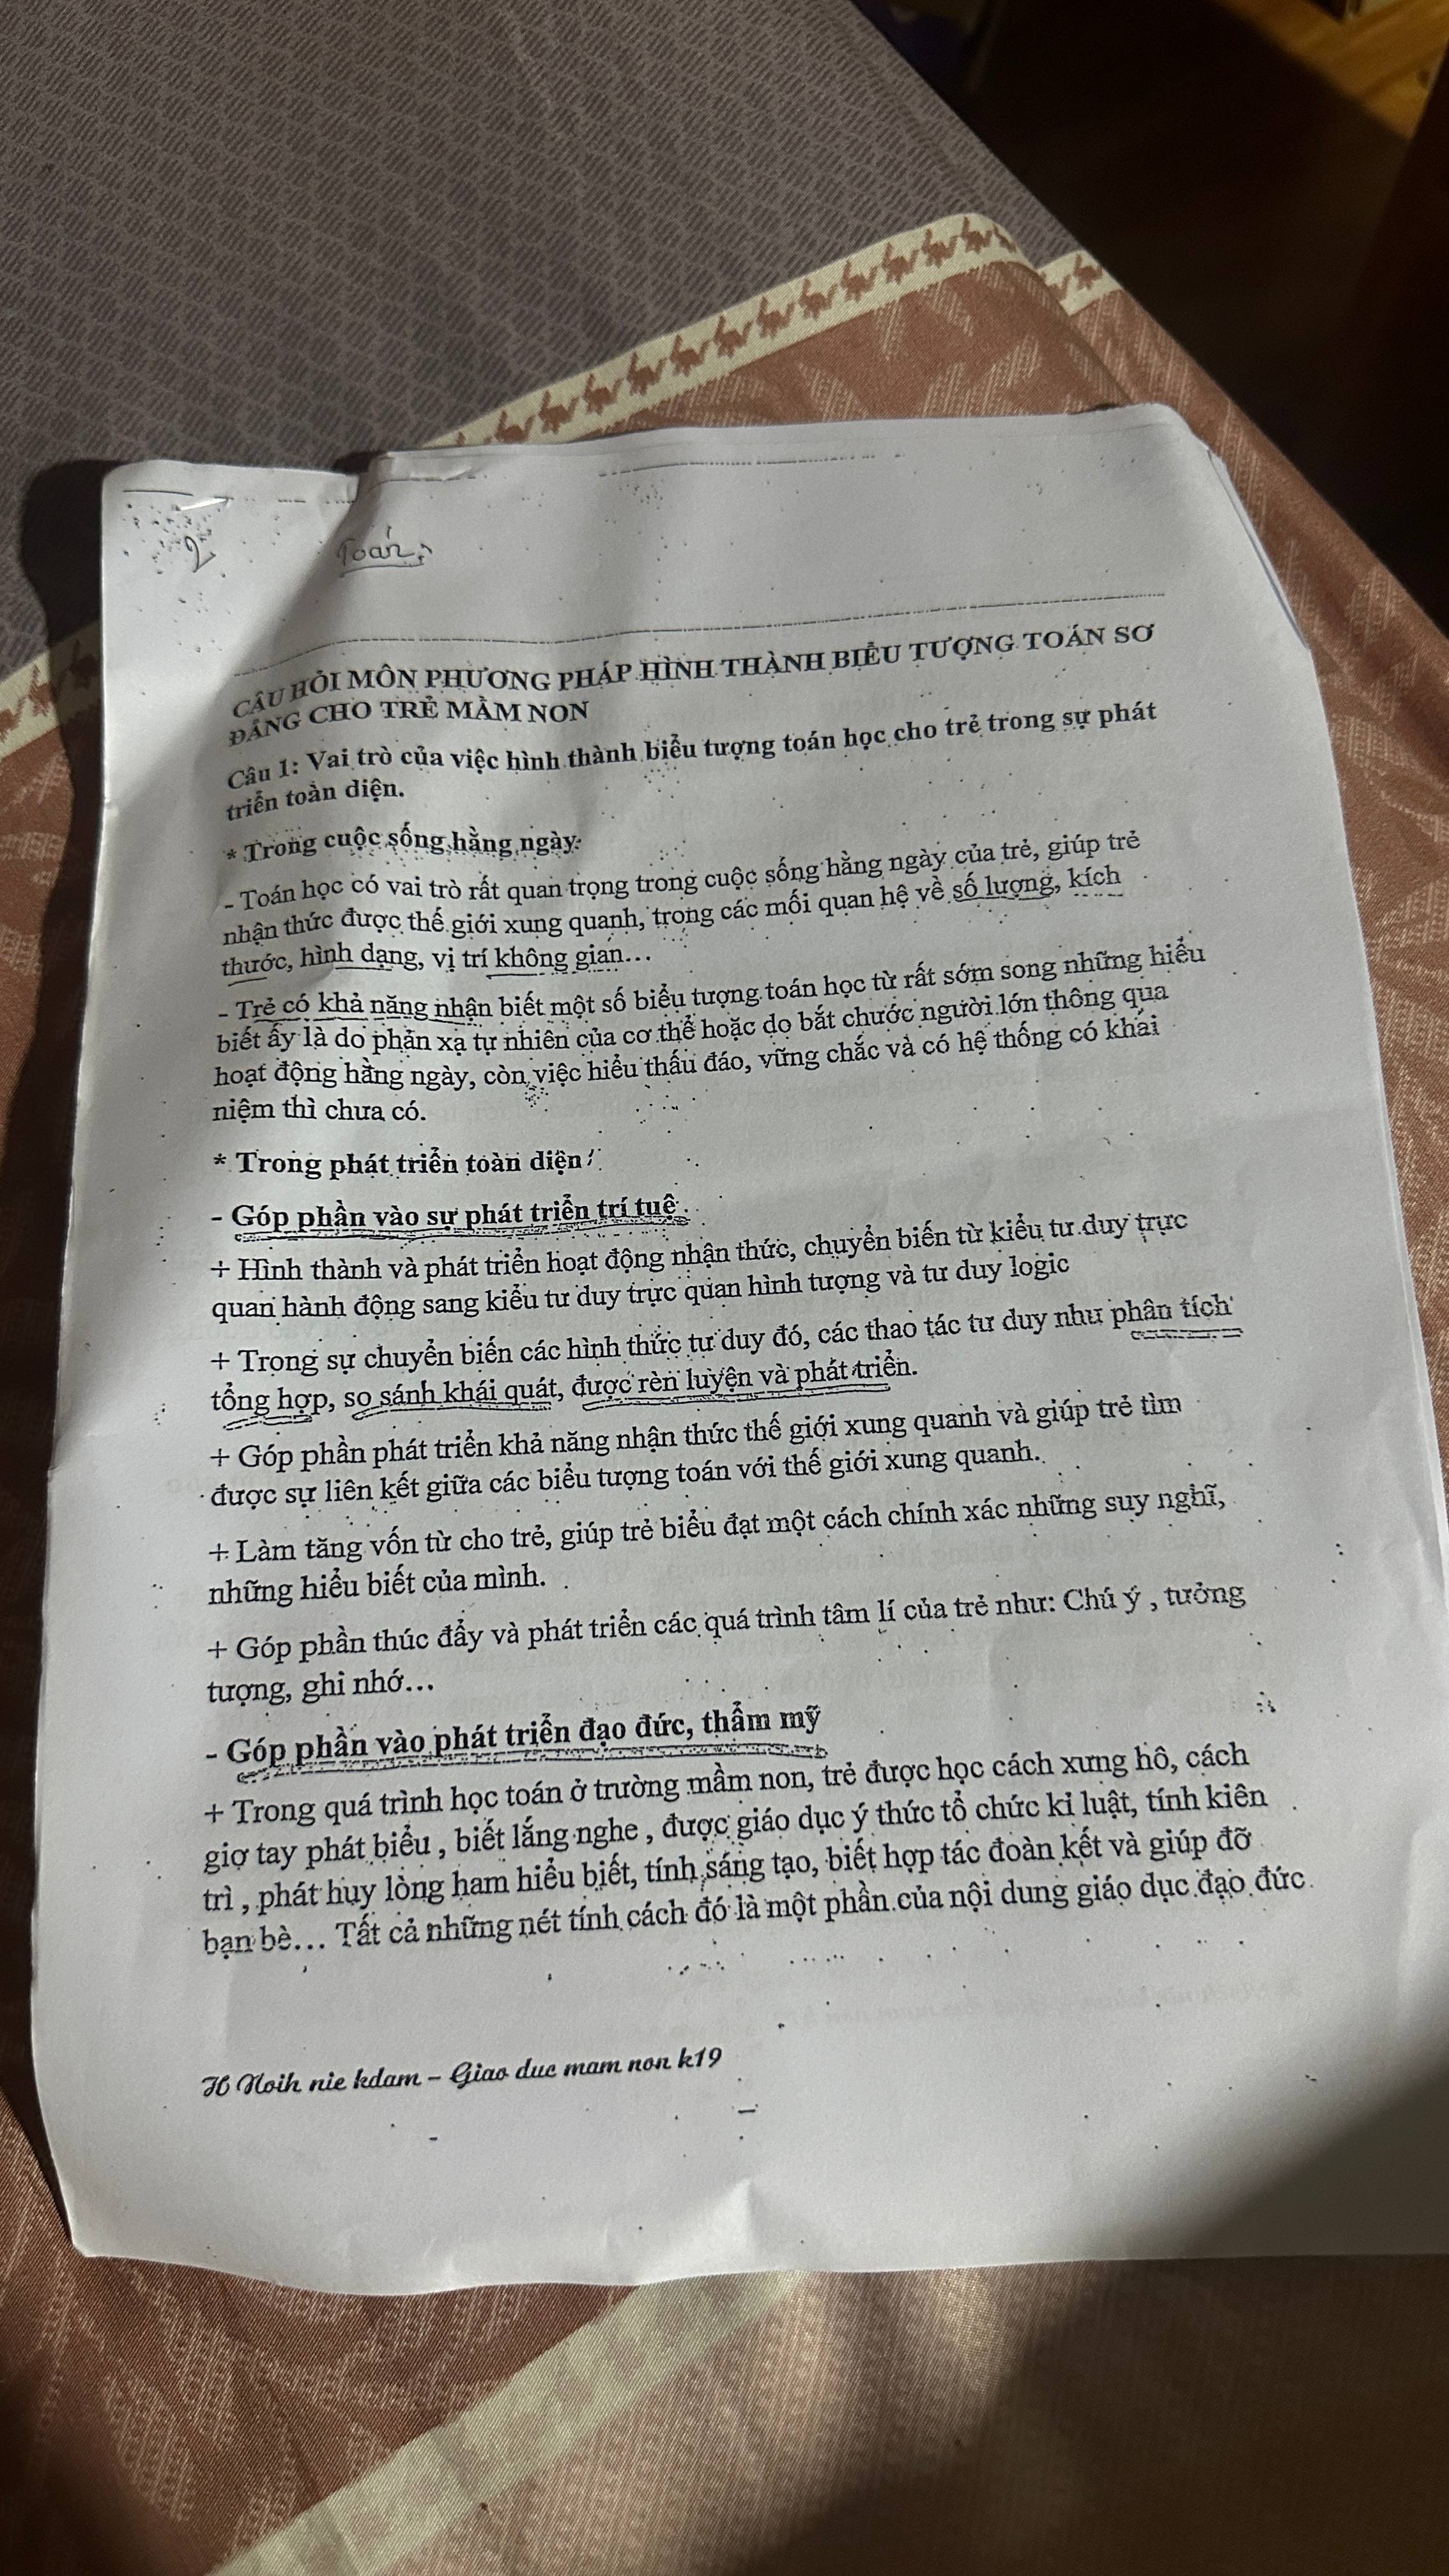 2
Toán
CÂU HỎI MÔN PHƯƠNG PHÁP HÌNH THÀNH BIỂU TƯỢNG TOÁN SƠ
ĐẲNG CHO TRẺ MẦM NON
Câu 1: Vai trò của việc hình thành biểu tượng toán học cho trẻ trong sự phát
triển toàn diện.
* Trong cuộc sống hằng ngày:
- Toán học có vai trò rất quan trọng trong cuộc sống hằng ngày của trẻ, giúp trẻ
nhận thức được thế giới xung quanh, trong các mối quan hệ về số lượng, kích
thước, hình dạng, vị trí không gian...
- Trẻ có khả năng nhận biết một số biểu tượng toán học từ rất sớm song những hiểu
biết ấy là do phản xạ tự nhiên của cơ thể hoặc do bắt chước người lớn thông qua
hoạt động hằng ngày, còn việc hiểu thấu đáo, vững chắc và có hệ thống có khái
niệm thì chưa có.
* Trong phát triển toàn diện:
- Góp phần vào sự phát triển trí tuệ.
+ Hình thành và phát triển hoạt động nhận thức, chuyển biến từ kiểu tư duy trực
quan hành động sang kiểu tư duy trực quan hình tượng và tư duy logic
+ Trong sự chuyển biến các hình thức tư duy đó, các thao tác tư duy như phân tích
tổng hợp, so sánh khái quát, được rèn luyện và phát triển.
+ Góp phần phát triển khả năng nhận thức thế giới xung quanh và giúp trẻ tìm
được sự liên kết giữa các biểu tượng toán với thế giới xung quanh.
+ Làm tăng vốn từ cho trẻ, giúp trẻ biểu đạt một cách chính xác những suy nghĩ,
những hiểu biết của mình.
+ Góp phần thúc đẩy và phát triển các quá trình tâm lí của trẻ như: Chú ý , tưởng
tượng, ghi nhớ...
- Góp phần vào phát triển đạo đức, thẩm mỹ
+ Trong quá trình học toán ở trường mầm non, trẻ được học cách xưng hô, cách
giơ tay phát biểu , biết lắng nghe , được giáo dục ý thức tổ chức kỉ luật, tính kiên
trì , phát huy lòng ham hiểu biết, tính sáng tạo, biết hợp tác đoàn kết và giúp đỡ
bạn bè... Tất cả những nét tính cách đó là một phần của nội dung giáo dục đạo đức
H Noih nie kdam – Giao duc mam non k19